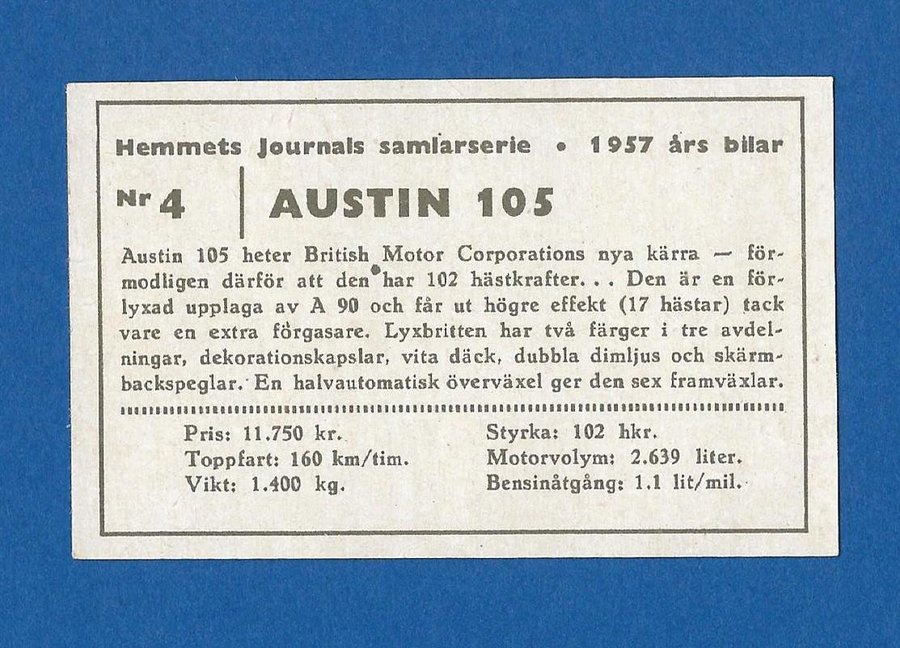 Hemmets Journals samlarserie • 1957 års bilar
Nr 4 | AUSTIN 105
Austin 105 heter British Motor Corporations nya kärra — för-
modligen därför att den har 102 hästkrafter... Den är en för-
lyxad upplaga av A 90 och får ut högre effekt (17 hästar) tack
vare en extra förgasare. Lyxbritten har två färger i tre avdel-
ningar, dekorationskapslar, vita däck, dubbla dimljus och skärm-
backspeglar. En halvautomatisk överväxel ger den sex framväxlar.
Pris: 11.750 kr. Styrka: 102 hkr.
Toppfart: 160 km/tim. Motorvolym: 2.639 liter.
Vikt: 1.400 kg. Bensinåtgång: 1.1 lit/mil.